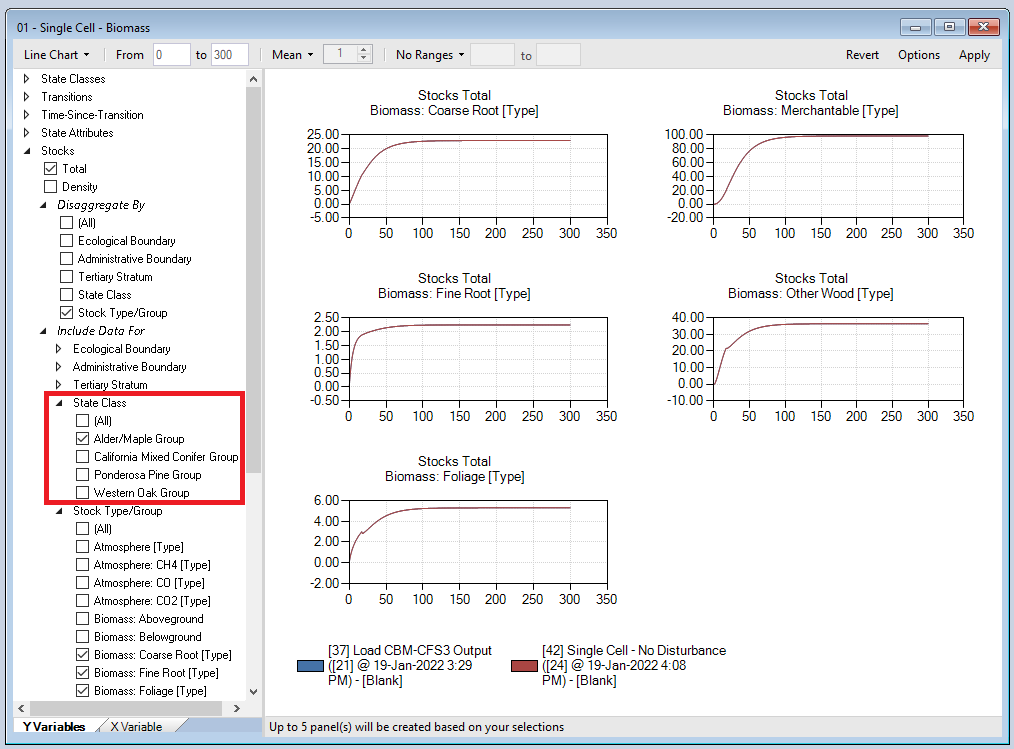 01 - Single Cell - Biomass
Line Chart From 0 to 300 Mean 1 No Ranges to Revert Options Apply
State Classes
Transitions
Time-Since-Transition
State Attributes
Stocks
Total
Density
Disaggregate By
(All)
Ecological Boundary
Administrative Boundary
Tertiary Stratum
State Class
Stock Type/Group
Include Data For
Ecological Boundary
Administrative Boundary
Tertiary Stratum
State Class
(All)
Alder/Maple Group
California Mixed Conifer Group
Ponderosa Pine Group
Western Oak Group
Stock Type/Group
(All)
Atmosphere [Type]
Atmosphere: CH4 [Type]
Atmosphere: CO [Type]
Atmosphere: CO2 [Type]
Biomass: Aboveground
Biomass: Belowground
Biomass: Coarse Root [Type]
Biomass: Fine Root [Type]
Biomass: Foliage [Type]
Y Variables X Variable
Stocks Total
Biomass: Coarse Root [Type]
25.00
20.00
15.00
10.00
5.00
0.00
-5.00
0 50 100 150 200 250 300 350
Stocks Total
Biomass: Merchantable [Type]
100.00
80.00
60.00
40.00
20.00
0.00
-20.00
0 50 100 150 200 250 300 350
Stocks Total
Biomass: Fine Root [Type]
2.50
2.00
1.50
1.00
0.50
0.00
-0.50
0 50 100 150 200 250 300 350
Stocks Total
Biomass: Other Wood [Type]
40.00
30.00
20.00
10.00
0.00
-10.00
0 50 100 150 200 250 300 350
Stocks Total
Biomass: Foliage [Type]
6.00
4.00
2.00
0.00
-2.00
0 50 100 150 200 250 300 350
[37] Load CBM-CFS3 Output
([21] @ 19-Jan-2022 3:29
PM) - [Blank]
[42] Single Cell - No Disturbance
([24] @ 19-Jan-2022 4:08
PM) - [Blank]
Up to 5 panel(s) will be created based on your selections